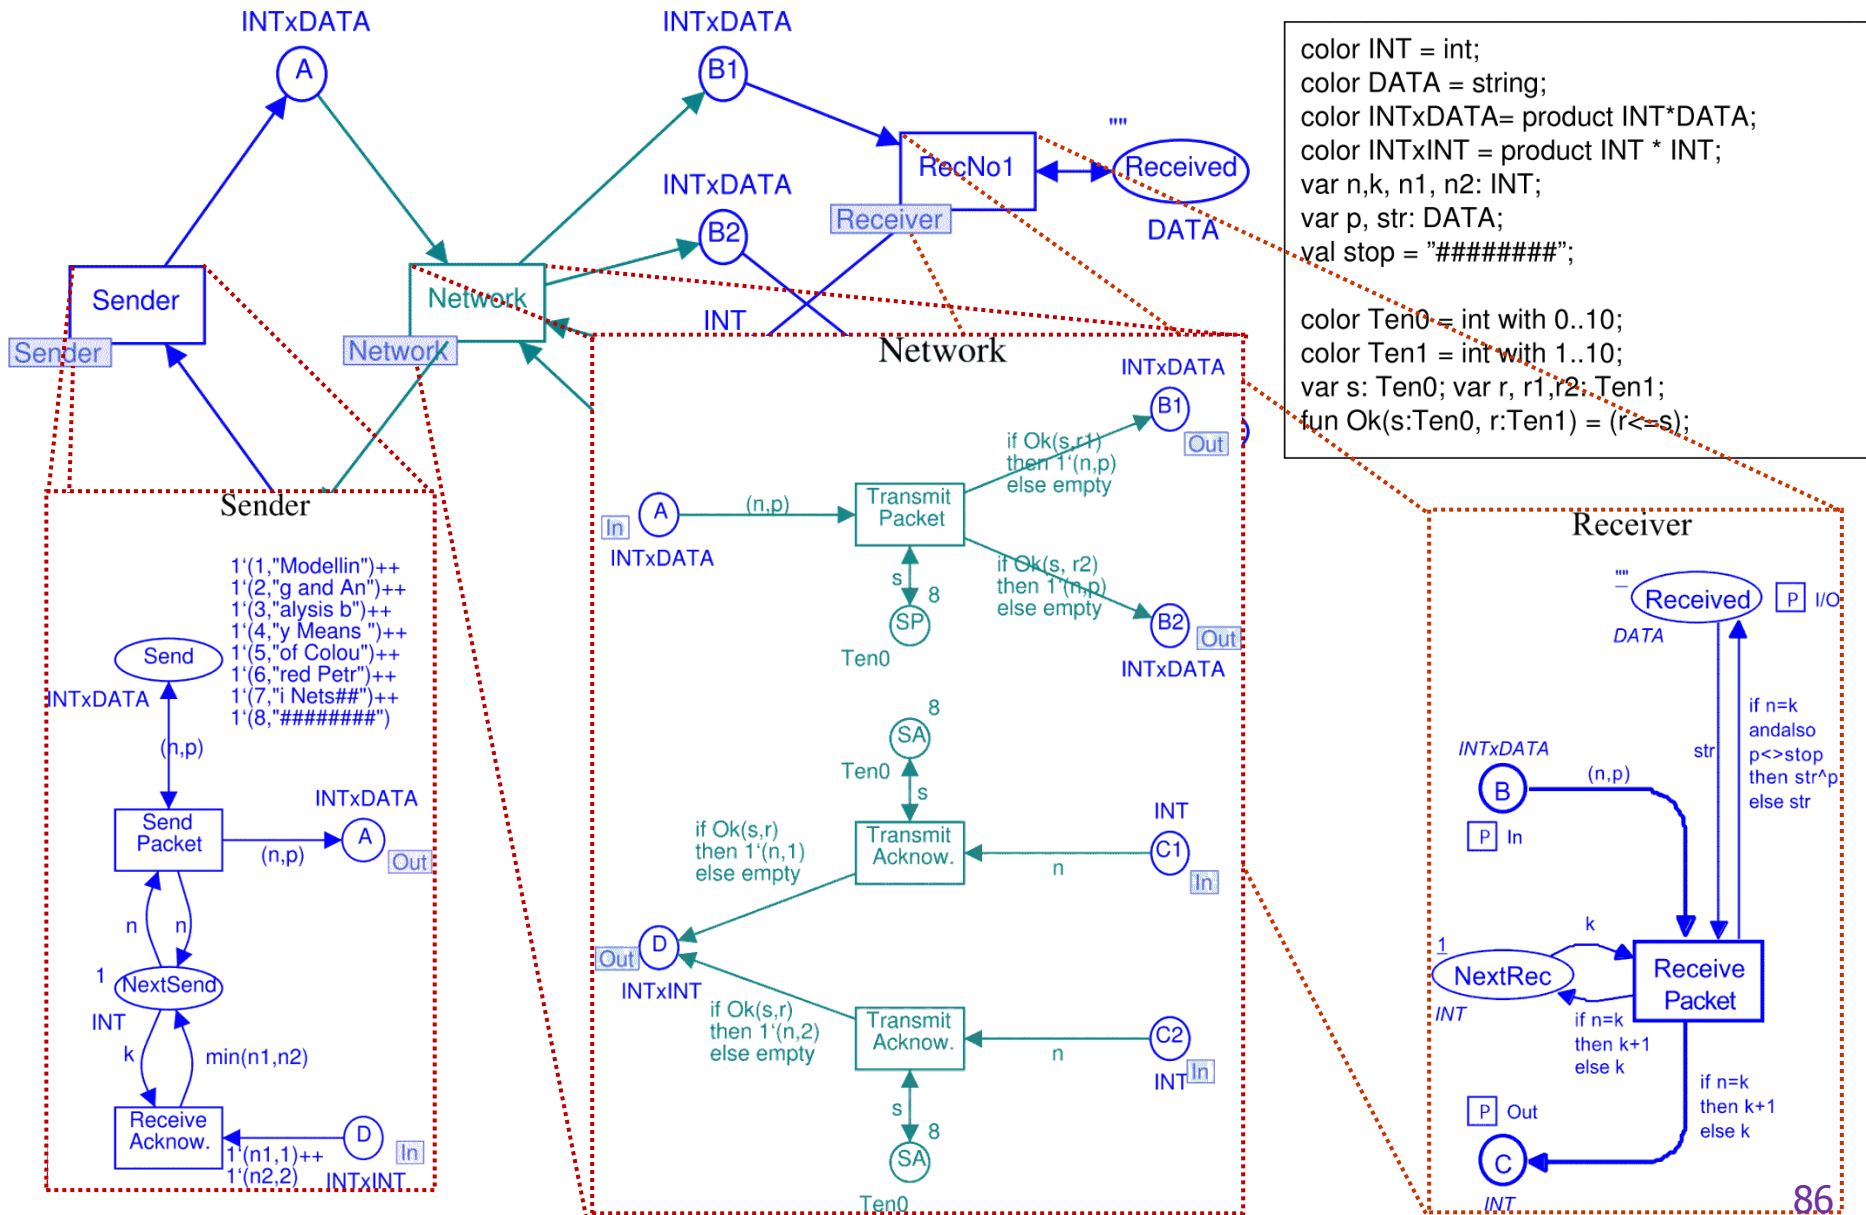 INTxDATA
A
INTxDATA
B1
INTxDATA
B2
RecNo1
Receiver
""
Received
DATA
Sender
Sender
Network
Network
INT
color INT = int;
color DATA = string;
color INTxDATA= product INT*DATA;
color INTxINT = product INT * INT;
var n,k, n1, n2: INT;
var p, str: DATA;
val stop = ”########”;
color Ten0 = int with 0..10;
color Ten1 = int with 1..10;
var s: Ten0; var r, r1,r2: Ten1;
fun Ok(s:Ten0, r:Ten1) = (r<=s);
Sender
1‘(1,"Modellin")++
1‘(2,"g and An")++
1‘(3,"alysis b")++
1‘(4,"y Means ")++
1‘(5,"of Colou")++
1‘(6,"red Petr")++
1‘(7,"i Nets##")++
1‘(8,"########")
Send
INTxDATA
(n,p)
Send
Packet
(n,p)
INTxDATA
A
Out
n
n
1
NextSend
INT
k
min(n1,n2)
Receive
Acknow.
1‘(n1,1)++
1‘(n2,2)
D
In
INTxINT
Network
INTxDATA
B1
Out
if Ok(s,r1)
then 1‘(n,p)
else empty
In
A
INTxDATA
(n,p)
Transmit
Packet
if Ok(s, r2)
then 1‘(n,p)
else empty
s
8
SP
Ten0
B2
Out
INTxDATA
8
SA
Ten0
s
if Ok(s,r)
then 1‘(n,1)
else empty
Transmit
Acknow.
n
INT
C1
In
D
Out
INTxINT
if Ok(s,r)
then 1‘(n,2)
else empty
Transmit
Acknow.
n
C2
INT
In
s
8
SA
Ten0
Receiver
""
Received
P I/O
DATA
str
if n=k
andalso
p<>stop
then str^p
else str
INTxDATA
B
(n,p)
P In
1
NextRec
INT
k
Receive
Packet
if n=k
then k+1
else k
if n=k
then k+1
else k
P Out
C
INT
86